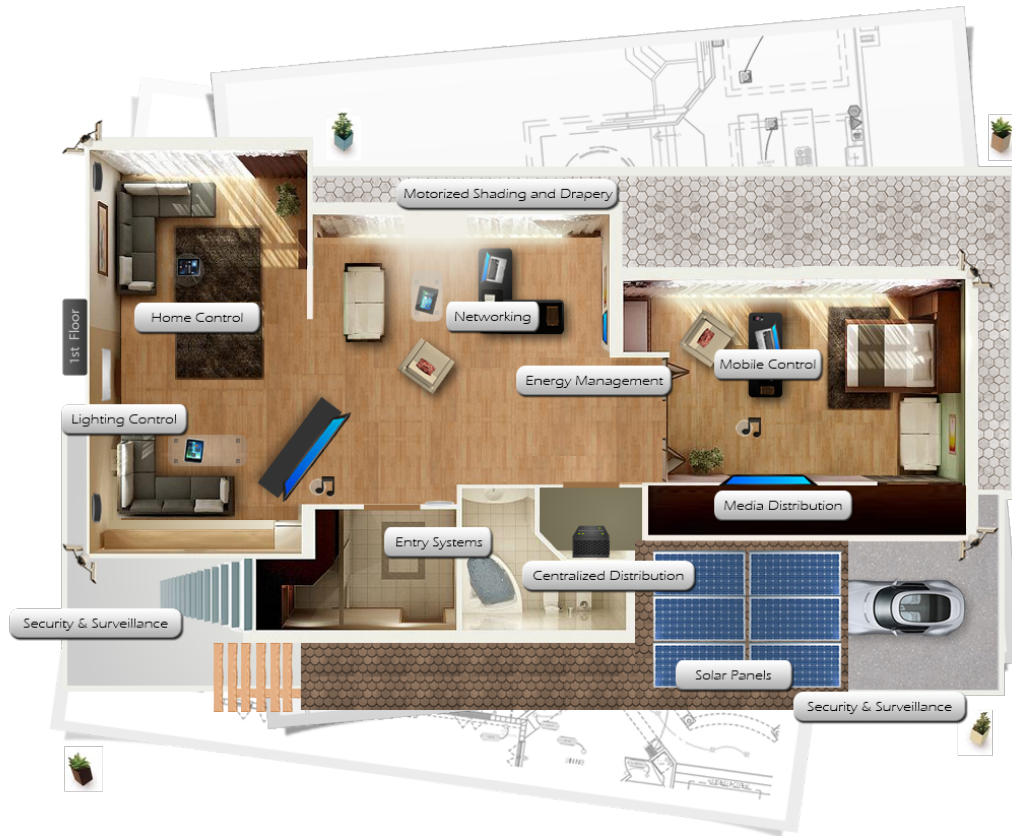 Motorized Shading and Drapery
Home Control
Networking
1st Floor
Mobile Control
Energy Management
Lighting Control
Media Distribution
Entry Systems
Centralized Distribution
Security & Surveillance
Solar Panels
Security & Surveillance